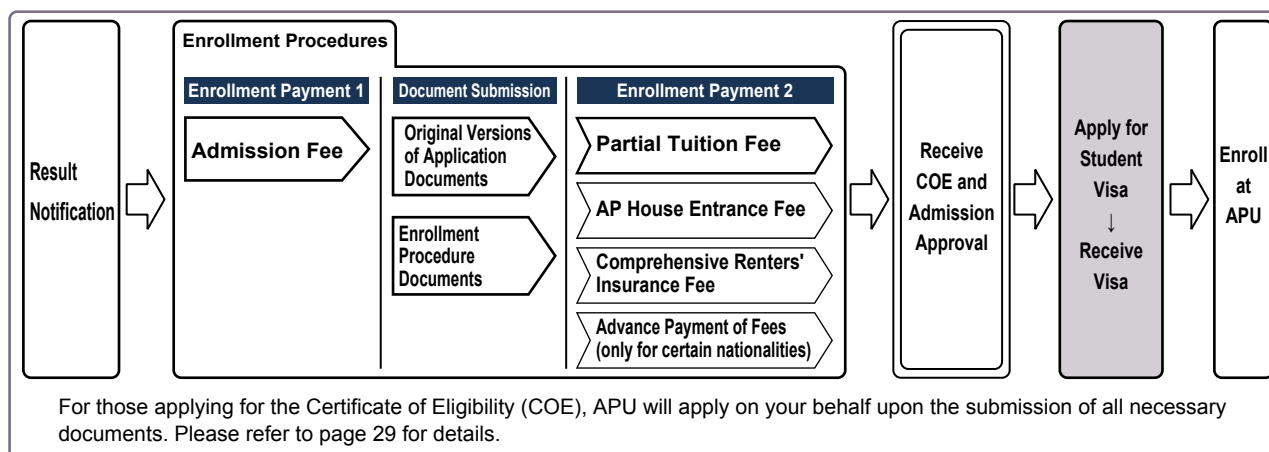 Result
Notification
Enrollment Procedures
Enrollment Payment 1
Admission Fee
Document Submission
Original Versions
of Application
Documents
Enrollment
Procedure
Documents
Enrollment Payment 2
Partial Tuition Fee
AP House Entrance Fee
Comprehensive Renters'
Insurance Fee
Advance Payment of Fees
(only for certain nationalities)
Receive
COE and
Admission
Approval
Apply for
Student
Visa
↓
Receive
Visa
Enroll
at
APU
For those applying for the Certificate of Eligibility (COE), APU will apply on your behalf upon the submission of all necessary
documents. Please refer to page 29 for details.